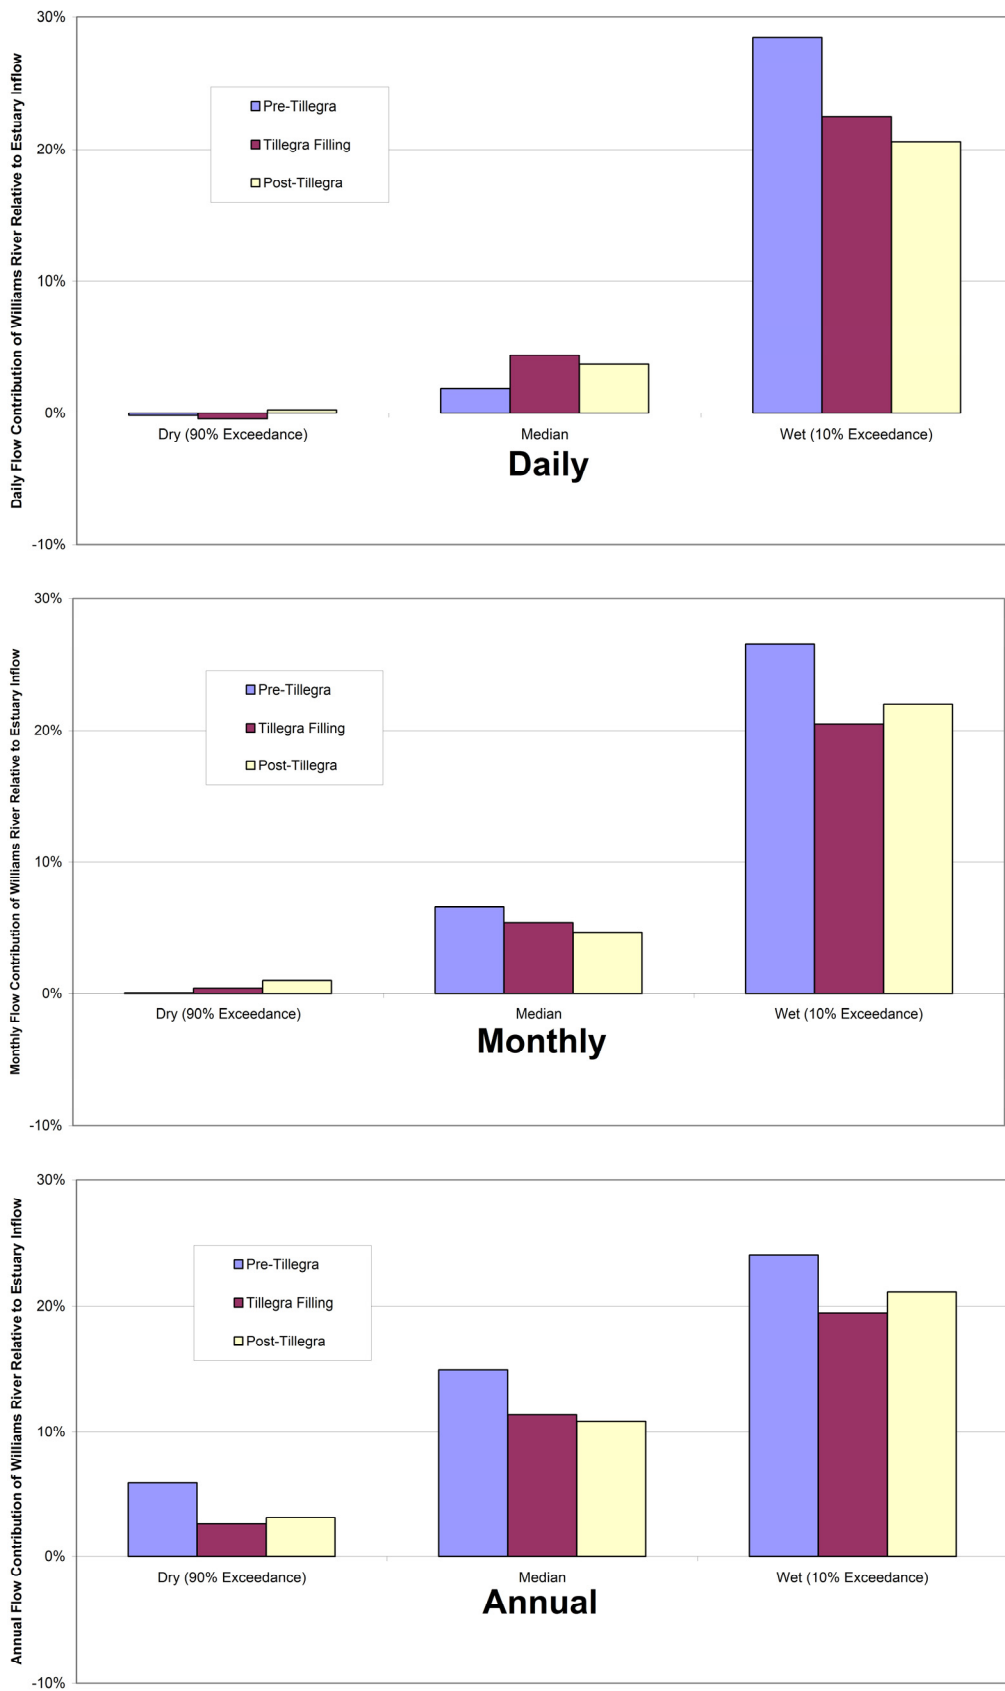 Daily Flow Contribution of Williams River Relative to Estuary Inflow
30%
20%
10%
0%
-10%
Pre-Tillegra
Tillegra Filling
Post-Tillegra
Dry (90% Exceedance)
Median
Wet (10% Exceedance)
Daily
Monthly Flow Contribution of Williams River Relative to Estuary Inflow
30%
20%
10%
0%
-10%
Pre-Tillegra
Tillegra Filling
Post-Tillegra
Dry (90% Exceedance)
Median
Wet (10% Exceedance)
Monthly
Annual Flow Contribution of Williams River Relative to Estuary Inflow
30%
20%
10%
0%
-10%
Pre-Tillegra
Tillegra Filling
Post-Tillegra
Dry (90% Exceedance)
Median
Wet (10% Exceedance)
Annual